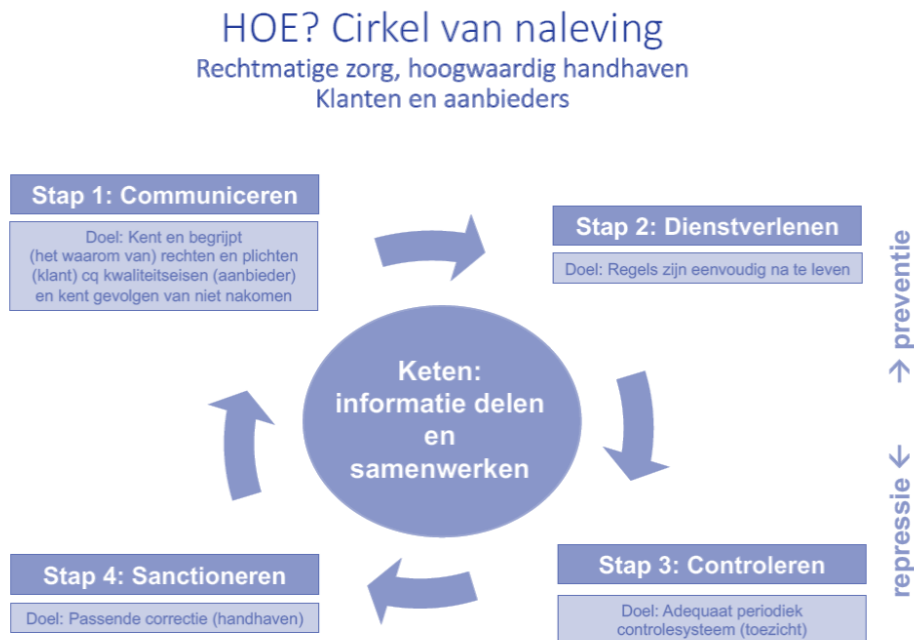 HOE? Cirkel van naleving
Rechtmatige zorg, hoogwaardig handhaven
Klanten en aanbieders
Stap 1: Communiceren
Doel: Kent en begrijpt
(het waarom van) rechten en plichten
(klant) cq kwaliteitseisen (aanbieder)
en kent gevolgen van niet nakomen
Stap 2: Dienstverlenen
Doel: Regels zijn eenvoudig na te leven
→ preventie
Keten:
informatie delen
en
samenwerken
repressie ←
Stap 4: Sanctioneren
Doel: Passende correctie (handhaven)
Stap 3: Controleren
Doel: Adequaat periodiek
controlesysteem (toezicht)